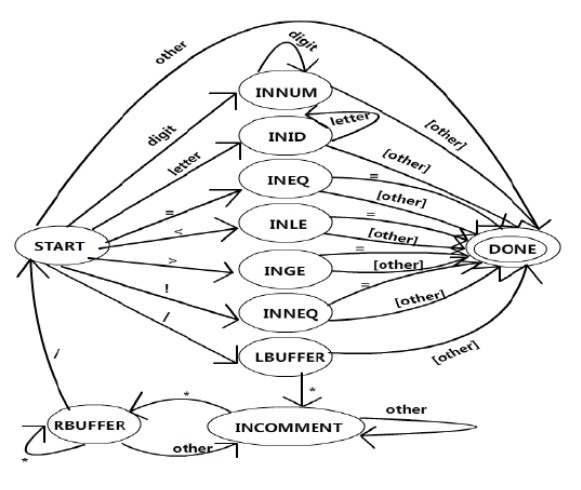 other
digit
INNUM
digit
letter
INID
letter
[other]
[other]
INEQ
=
=
[other]
<
INLE
=
[other]
START
DONE
>
INGE
=
[other]
!
INNEQ
=
[other]
/
LBUFFER
[other]
/
*
*
other
RBUFFER
INCOMMENT
other
*